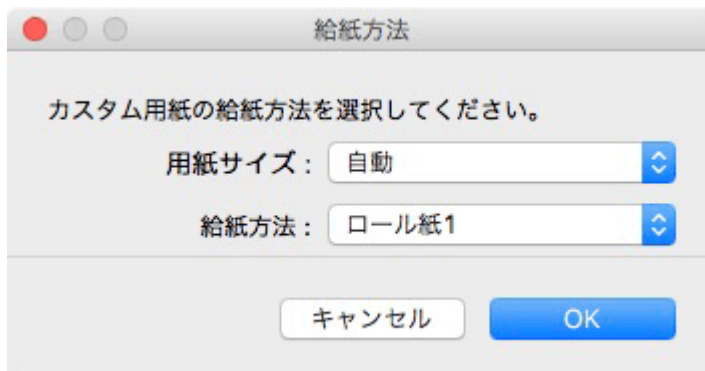 給紙方法
カスタム用紙の給紙方法を選択してください。
用紙サイズ： 自動
給紙方法： ロール紙1
キャンセル OK